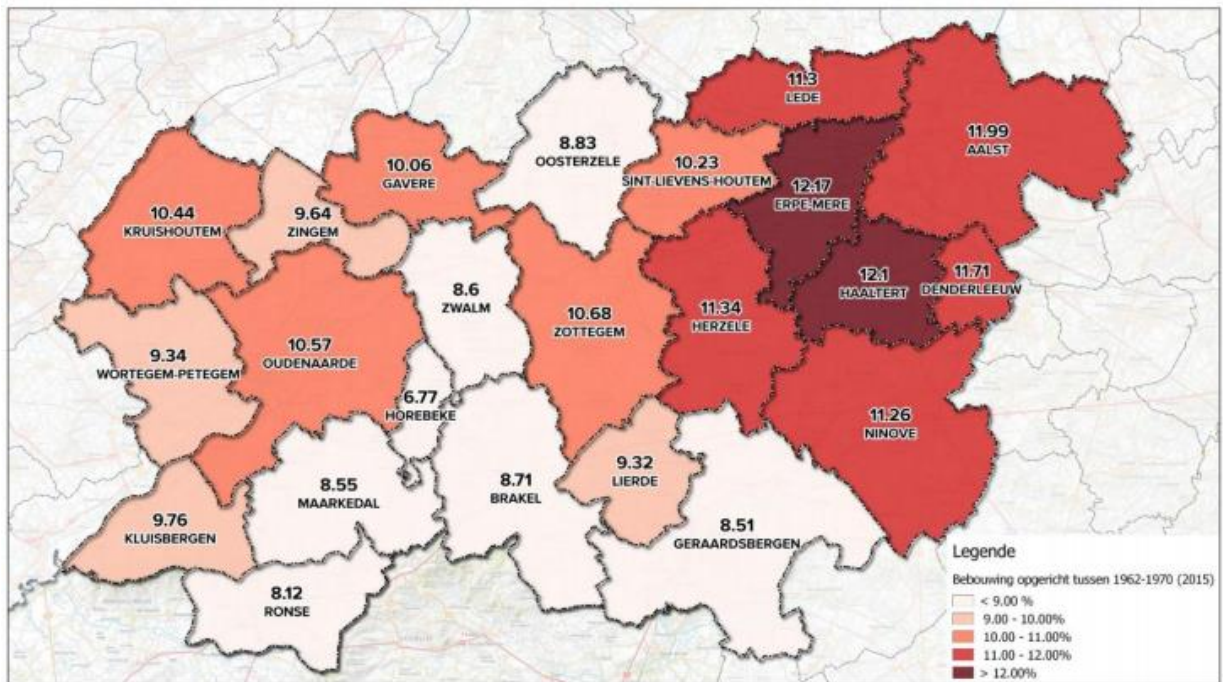 11.3
LEDE
11.99
AALST
8.83
OOSTERZELE
10.06
GAVERE
10.23
SINT-LIEVENS-HOUTEM
12.17
ERPE-MERE
10.44
KRUISHOUTEM
9.64
ZINGEM
12.1
HAALTERT
11.71
DENDERLEEUW
8.6
ZWALM
10.68
ZOTTEGEM
11.34
HERZELE
9.34
WORTEGEM-PETEGEM
10.57
OUDENAARDE
6.77
HOREBEKE
11.26
NINOVE
9.32
LIERDE
8.55
MAARKEDAL
8.71
BRAKEL
9.76
KLUISBERGEN
8.51
GERAARDSBERGEN
8.12
RONSE
Legende
Bebouwing opgericht tussen 1962-1970 (2015)
< 9.00 %
9.00 - 10.00%
10.00 - 11.00%
11.00 - 12.00%
> 12.00%